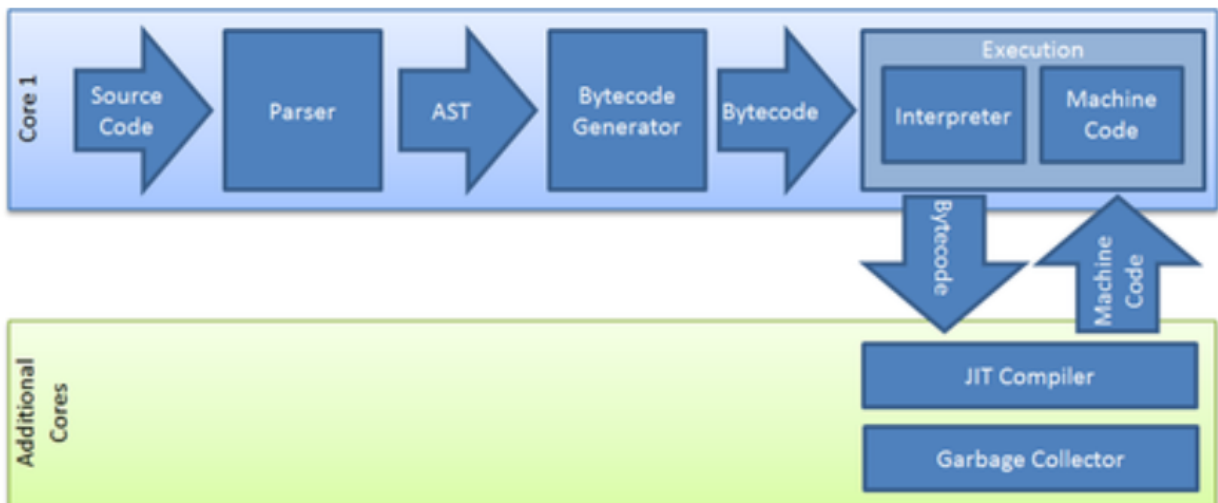 Core 1
Source
Code
Parser
AST
Bytecode
Generator
Bytecode
Execution
Interpreter
Machine
Code
Bytecode
Machine
Code
Additional
Cores
JIT Compiler
Garbage Collector